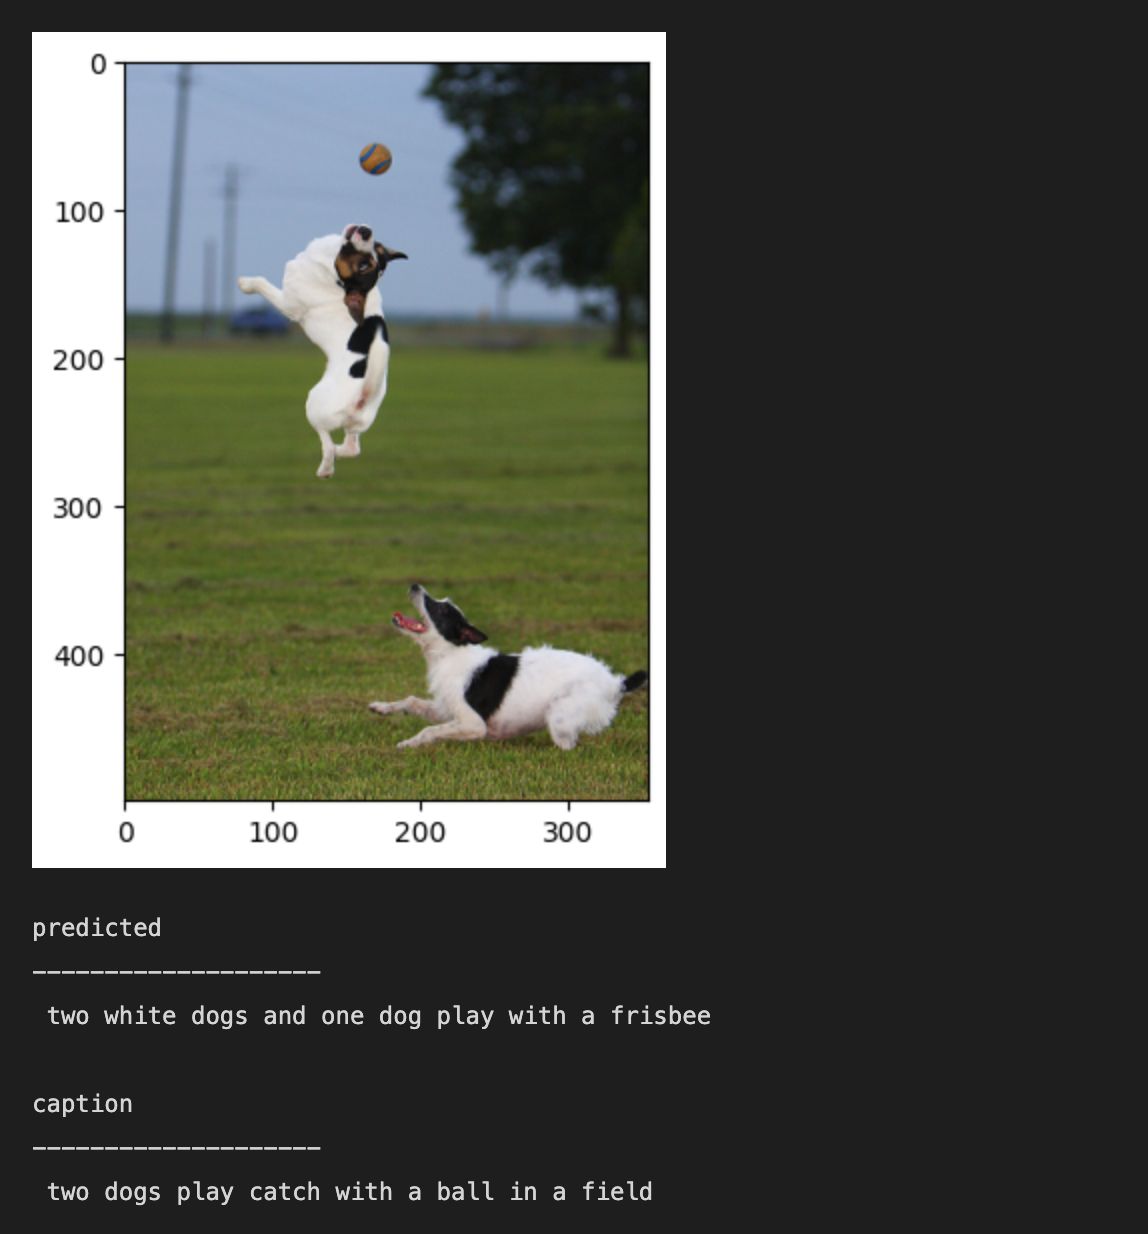 0
100
200
300
400
0 100 200 300
predicted
--------------------
two white dogs and one dog play with a frisbee
caption
--------------------
two dogs play catch with a ball in a field